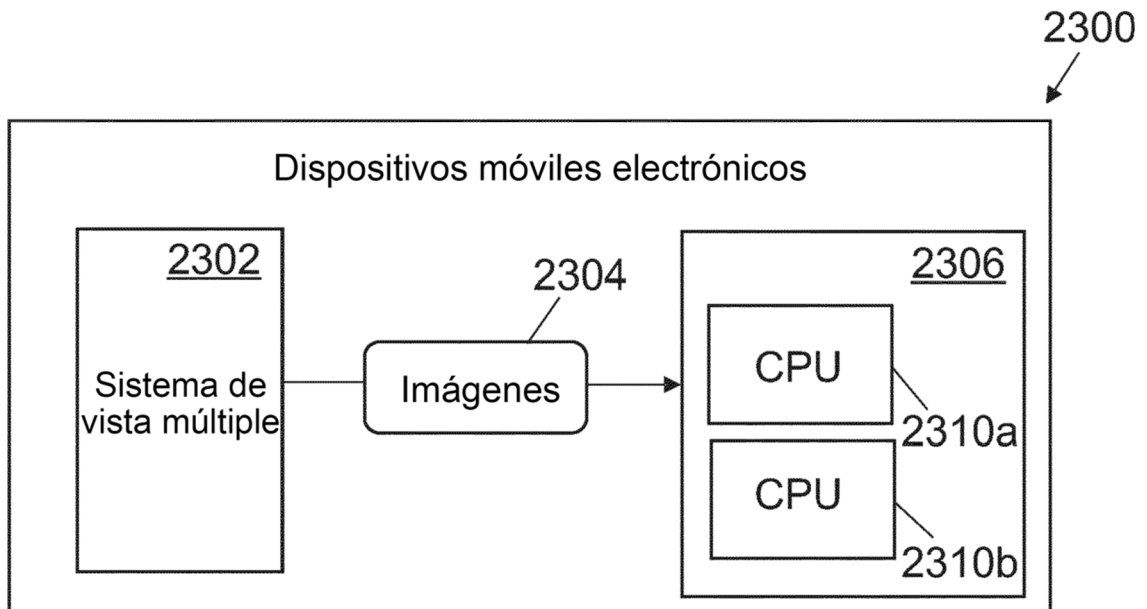 2300
Dispositivos móviles electrónicos
2302
2304
2306
Sistema de
vista múltiple
Imágenes
CPU
2310a
CPU
2310b